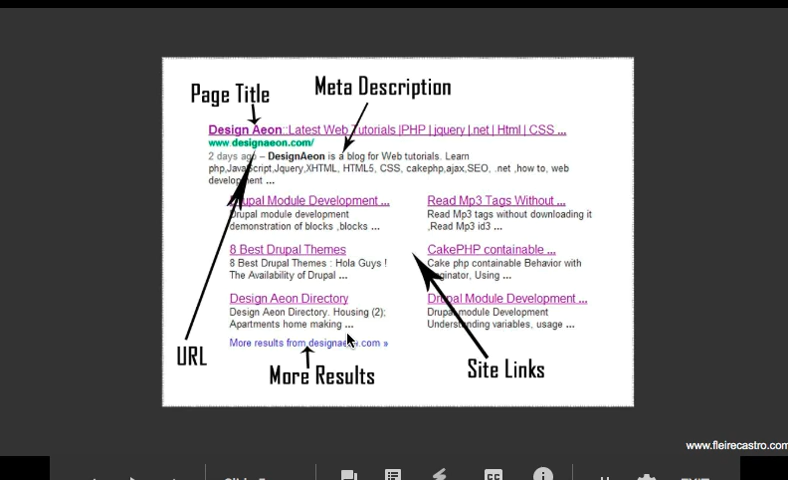 Page Title
Meta Description
Design Aeon::Latest Web Tutorials |PHP | jquery | .net | Html | CSS ...
www.designaeon.com/
2 days ago – DesignAeon is a blog for Web tutorials. Learn
php,JavaScript,Jquery,XHTML, HTML5, CSS, cakephp,ajax,SEO, .net ,how to, web
development ...
Drupal Module Development ...
Drupal module development
demonstration of blocks ,blocks ...
Read Mp3 Tags Without ...
Read Mp3 tags without downloading it
,Read Mp3 id3 ...
8 Best Drupal Themes
8 Best Drupal Themes : Hola Guys !
The Availability of Drupal ...
CakePHP containable ...
Cake php containable Behavior with
Paginator, Using ...
Design Aeon Directory
Design Aeon Directory. Housing (2);
Apartments home making ...
Drupal Module Development ...
Drupal module Development
Understanding variables, usage ...
More results from designaeon.com »
URL
More Results
Site Links
www.fleirecastro.com
CC
EXIT